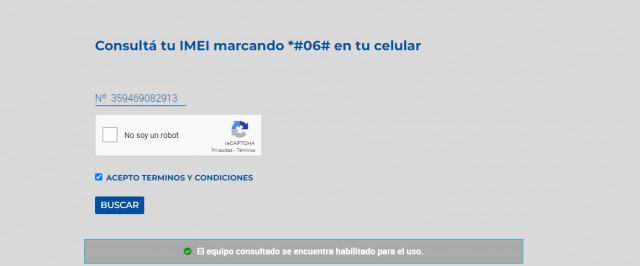 Consultá tu IMEI marcando *#06# en tu celular
Nº 359469082913
No soy un robot
reCAPTCHA
Privacidad - Términos
ACEPTO TERMINOS Y CONDICIONES
BUSCAR
El equipo consultado se encuentra habilitado para el uso.